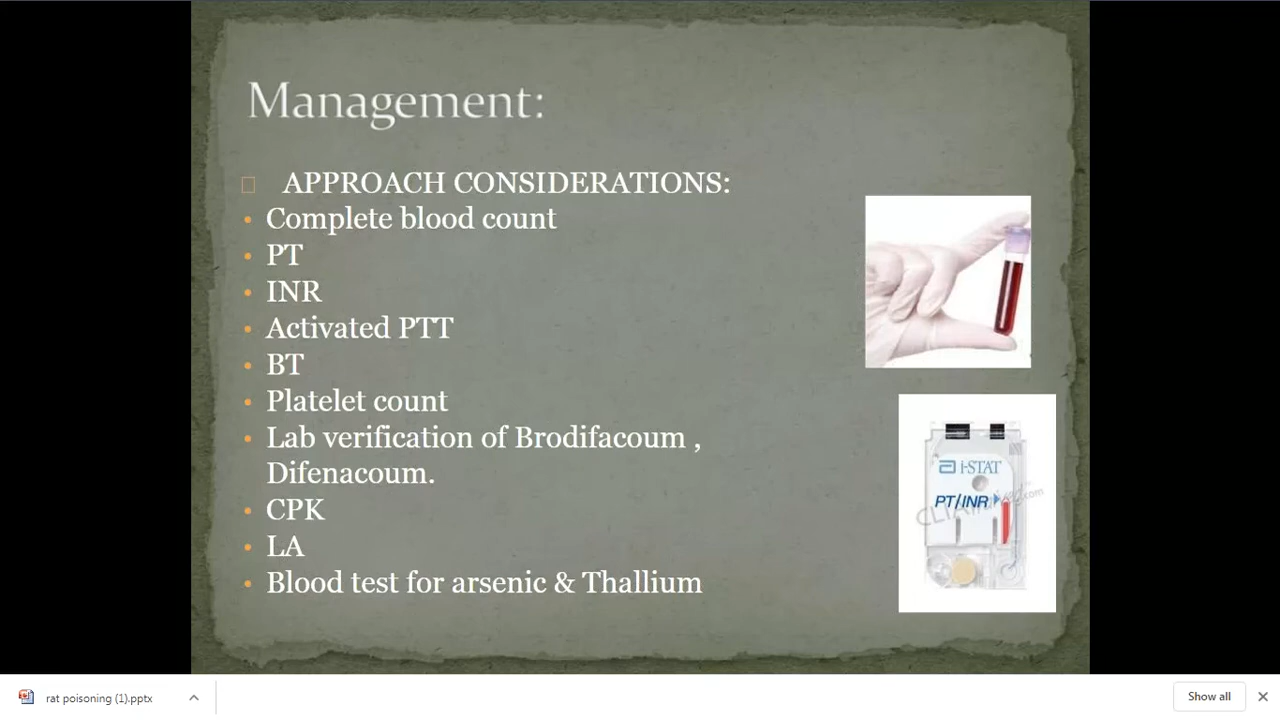 Management:
APPROACH CONSIDERATIONS:
• Complete blood count
• PT
• INR
• Activated PTT
• BT
• Platelet count
• Lab verification of Brodifacoum ,
Difenacoum.
• CPK
• LA
• Blood test for arsenic & Thallium
i-STAT
PT/INR
rat poisoning (1).pptx
Show all